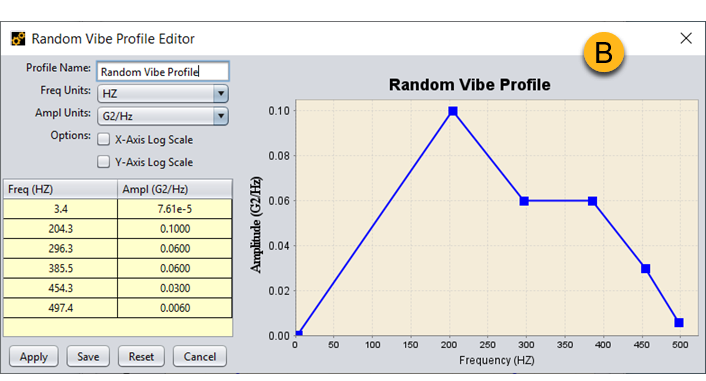 Random Vibe Profile Editor
B
Profile Name: Random Vibe Profile
Freq Units: HZ
Ampl Units: G2/Hz
Options: X-Axis Log Scale
Y-Axis Log Scale
Freq (HZ) Ampl (G2/Hz)
3.4 7.61e-5
204.3 0.1000
296.3 0.0600
385.5 0.0600
454.3 0.0300
497.4 0.0060
Apply Save Reset Cancel
Random Vibe Profile
Amplitude (G2/Hz)
0.10
0.08
0.06
0.04
0.02
0.00
0 50 100 150 200 250 300 350 400 450 500
Frequency (HZ)